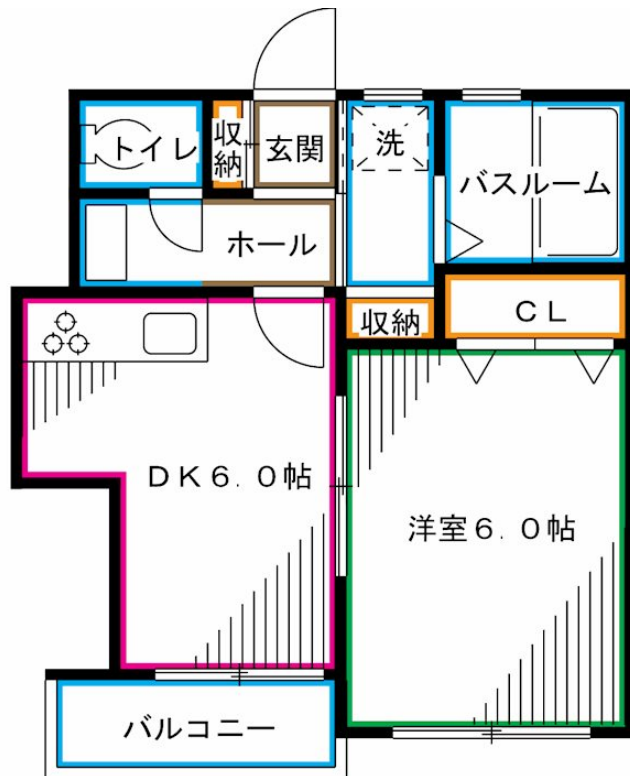 トイレ
収納
玄関
洗
バスルーム
ホール
収納
ＣＬ
ＤＫ６．０帖
洋室６．０帖
バルコニー